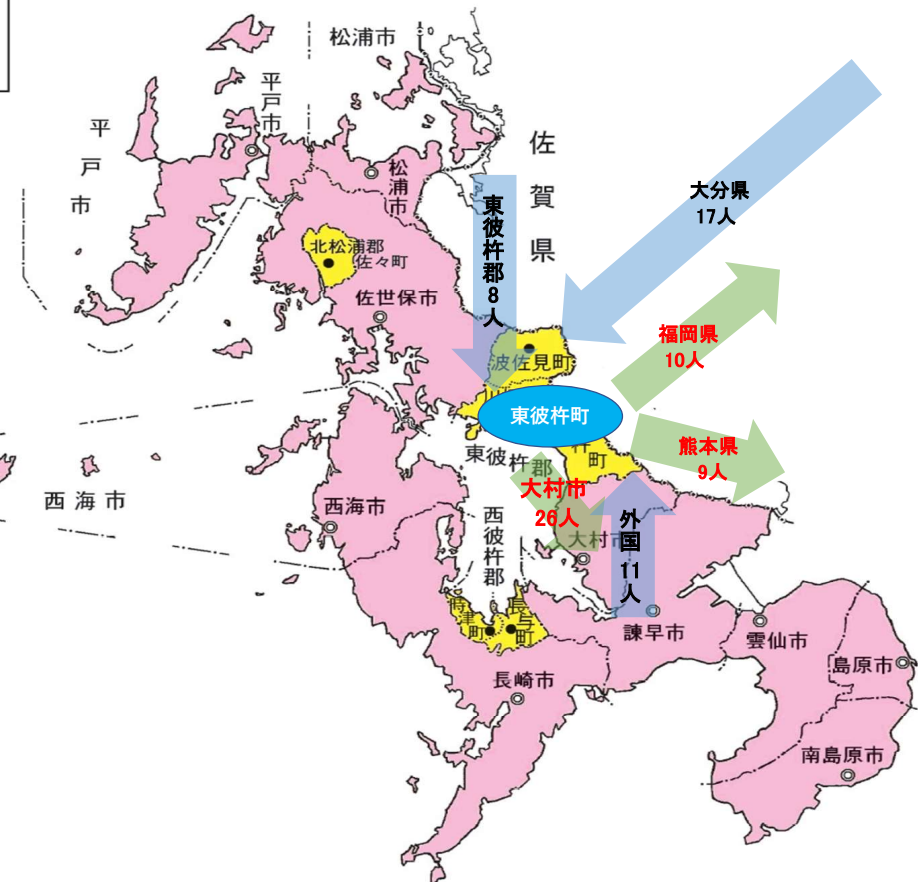 松浦市
平戸市
平戸市
松浦市
佐賀県
東彼杵郡8人
大分県
17人
北松浦郡
佐々町
佐世保市
福岡県
10人
波佐見町
川
東彼杵町
杵町
熊本県
9人
東彼杵郡
大村市
26人
西海市
西海市
西彼杵郡
外国11人
大村市
時津町
長与町
諫早市
雲仙市
島原市
長崎市
南島原市